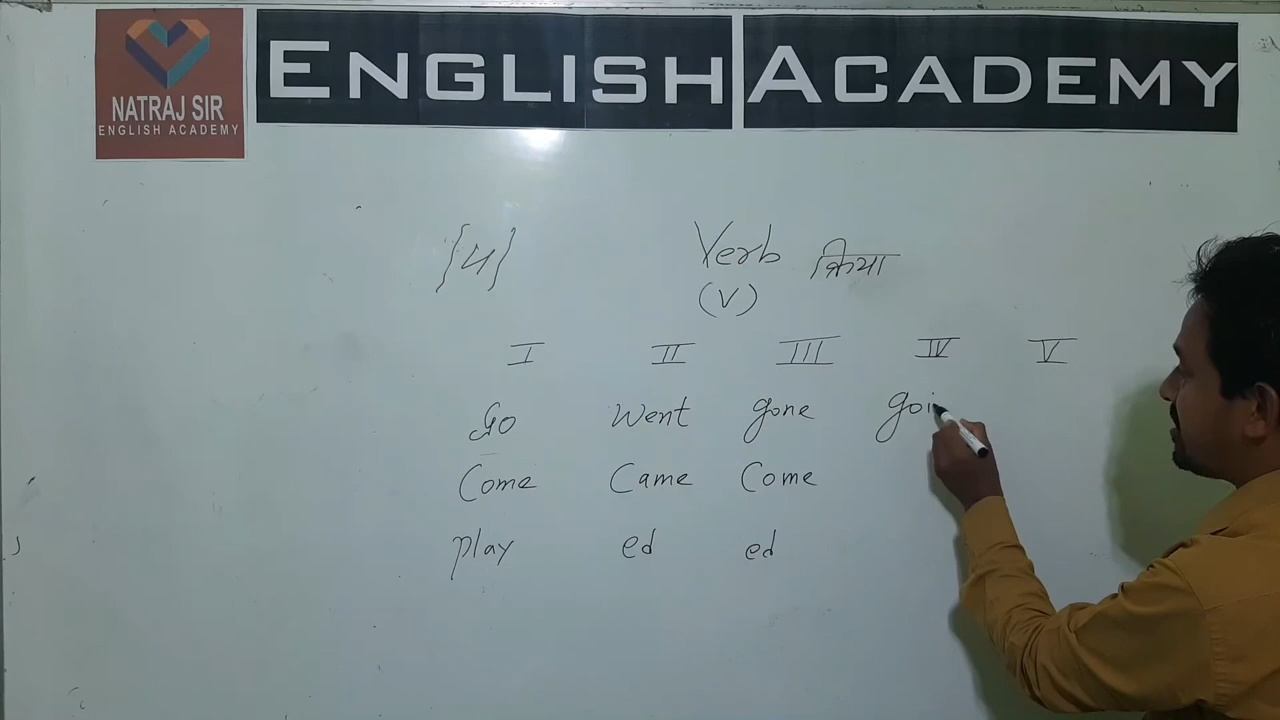 NATRAJ SIR
ENGLISH ACADEMY
ENGLISH ACADEMY
Verb क्रिया
(V)
I II III IV V
Go Went gone goi
Come Came Come
play ed ed